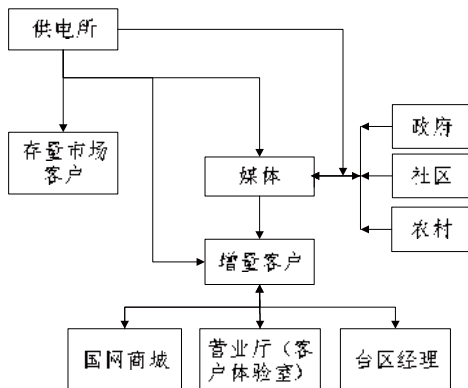 供电所
政府
存量市场
客户
媒体
社区
农村
增量客户
国网商城
营业厅（客
户体验室）
台区经理